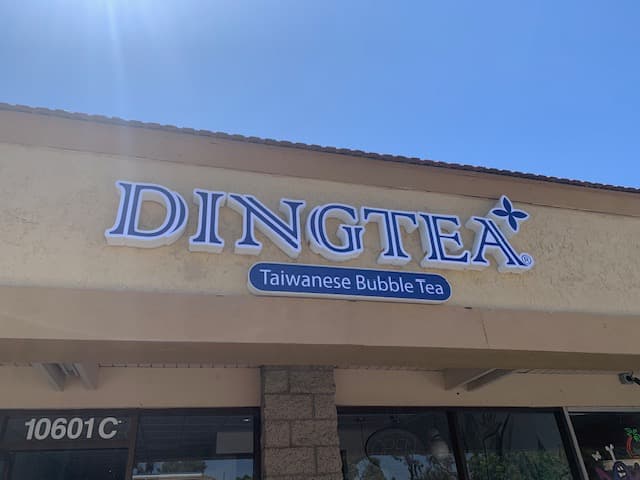 DINGTEA®
Taiwanese Bubble Tea
10601 C